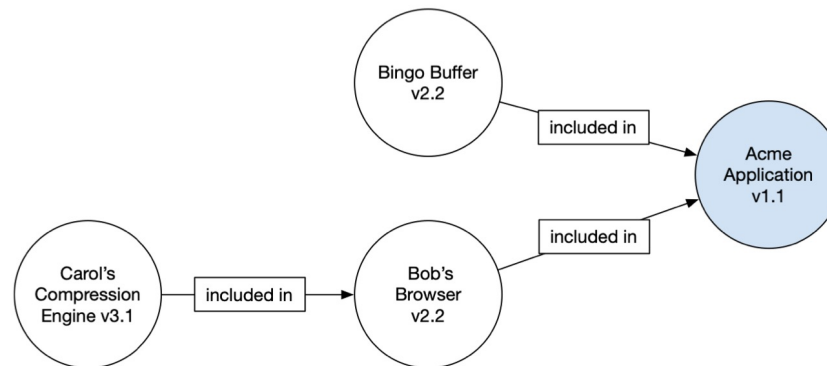 Bingo Buffer
v2.2
included in
Acme
Application
v1.1
included in
Carol's
Compression
Engine v3.1
included in
Bob's
Browser
v2.2